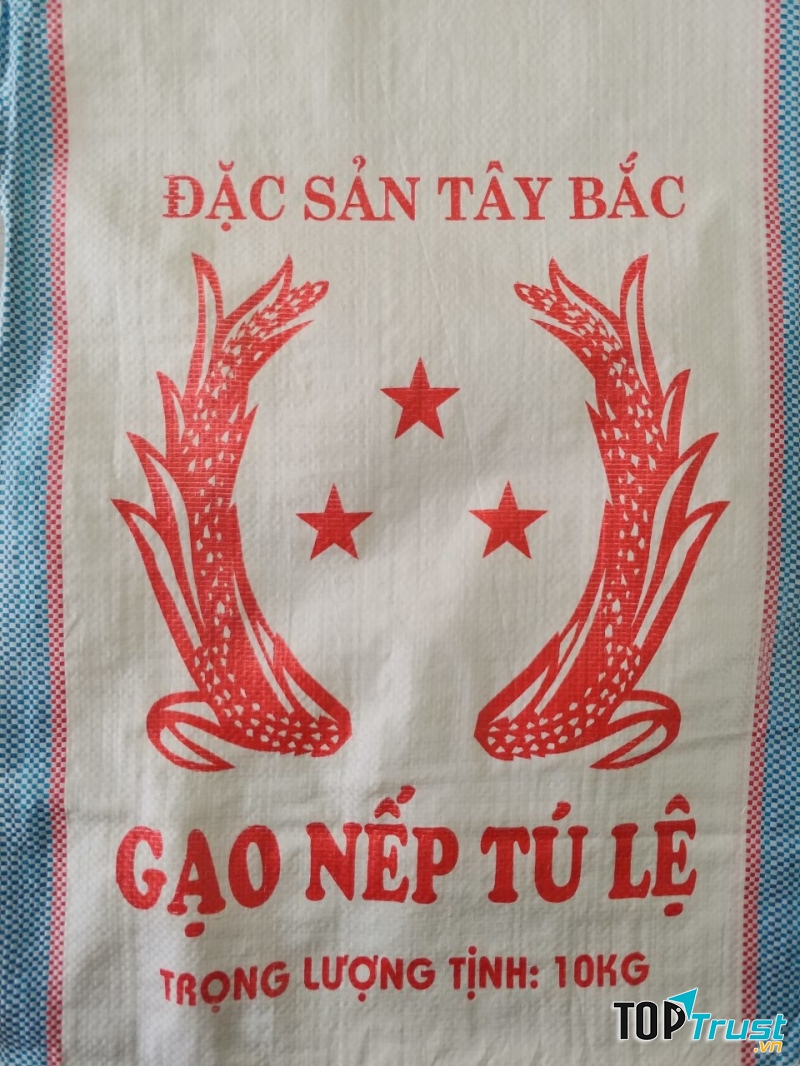 ĐẶC SẢN TÂY BẮC
GẠO NẾP TÚ LỆ
TRỌNG LƯỢNG TỊNH: 10KG
TOPTrust
.vn